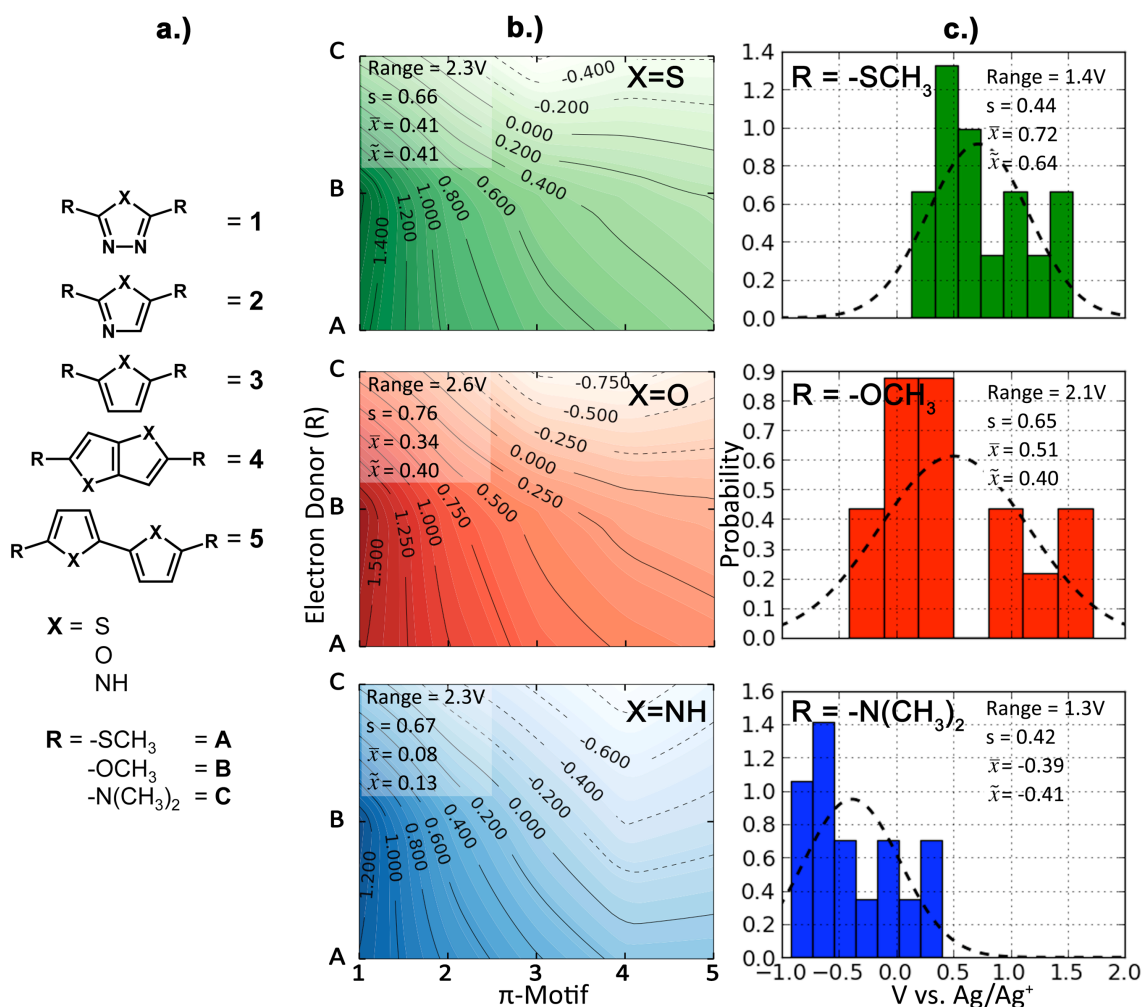 a.)
R X R
N N
= 1
R X R
N
= 2
R X R
= 3
R X
X R
= 4
R X X R
= 5
X = S
O
NH
R = -SCH₃ = A
-OCH₃ = B
-N(CH₃)₂ = C
b.)
Electron Donor (R)
C
B
A
Range = 2.3V
s = 0.66
x̄ = 0.41
x̃ = 0.41
X=S
-0.400
-0.200
0.000
0.200
0.400
0.600
0.800
1.000
1.200
1.400
1 2 3 4 5
C
B
A
Range = 2.6V
s = 0.76
x̄ = 0.34
x̃ = 0.40
X=O
-0.750
-0.500
-0.250
0.000
0.250
0.500
0.750
1.000
1.250
1.500
C
B
A
Range = 2.3V
s = 0.67
x̄ = 0.08
x̃ = 0.13
X=NH
-0.600
-0.400
-0.200
0.000
0.200
0.400
0.600
0.800
1.000
1.200
1 2 3 4 5
π-Motif
c.)
Probability
1.4
1.2
1.0
0.8
0.6
0.4
0.2
0.0
R = -SCH₃
Range = 1.4V
s = 0.44
x̄ = 0.72
x̃ = 0.64
0.9
0.8
0.7
0.6
0.5
0.4
0.3
0.2
0.1
0.0
R = -OCH₃
Range = 2.1V
s = 0.65
x̄ = 0.51
x̃ = 0.40
1.6
1.4
1.2
1.0
0.8
0.6
0.4
0.2
0.0
R = -N(CH₃)₂
Range = 1.3V
s = 0.42
x̄ = -0.39
x̃ = -0.41
−1.0 −0.5 0.0 0.5 1.0 1.5 2.0
V vs. Ag/Ag⁺